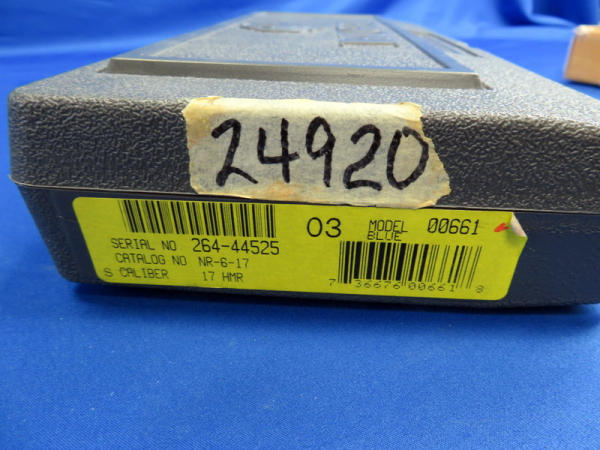 24920
SERIAL NO 264-44525
CATALOG NO NR-6-17
S CALIBER 17 HMR
03
MODEL 00661
BLUE
7 36676 00661 8